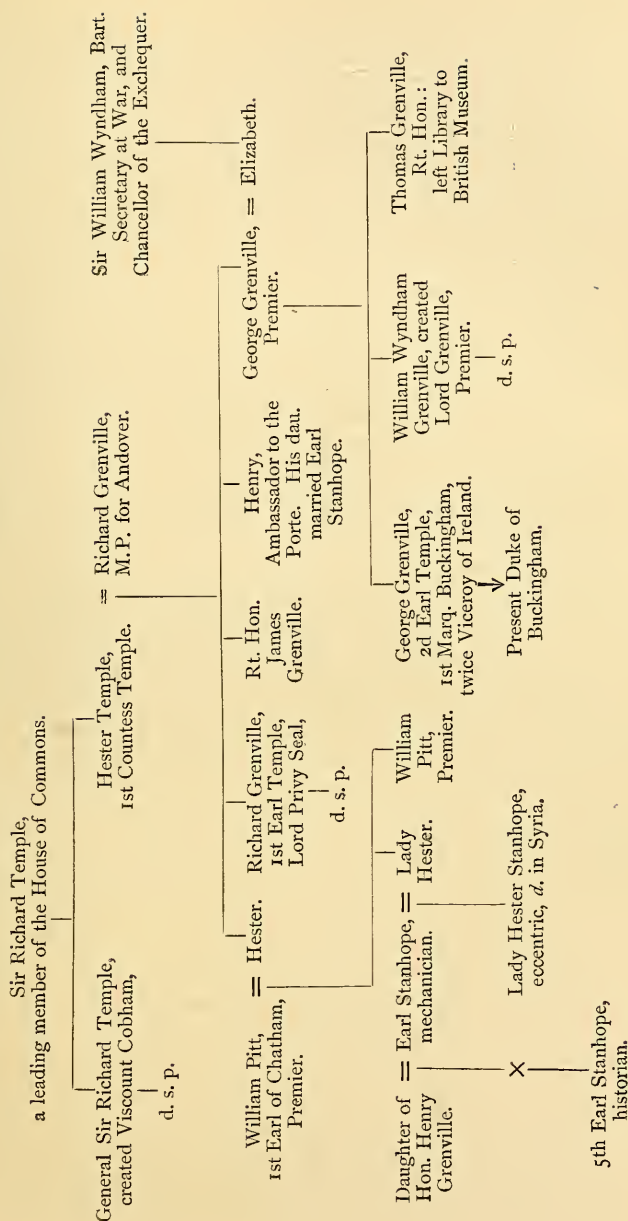 Sir Richard Temple,
a leading member of the House of Commons.
General Sir Richard Temple,
created Viscount Cobham,
d. s. p.
Hester Temple,
1st Countess Temple.
= Richard Grenville,
M.P. for Andover.
Sir William Wyndham, Bart.
Secretary at War, and
Chancellor of the Exchequer.
William Pitt,
1st Earl of Chatham,
Premier.
= Hester.
Richard Grenville,
1st Earl Temple,
Lord Privy Seal,
d. s. p.
Rt. Hon.
James
Grenville.
Henry,
Ambassador to the
Porte. His dau.
married Earl
Stanhope.
George Grenville,
Premier.
= Elizabeth.
Daughter of
Hon. Henry
Grenville.
= Earl Stanhope,
mechanician.
= Lady
Hester.
William
Pitt,
Premier.
George Grenville,
2d Earl Temple,
1st Marq. Buckingham,
twice Viceroy of Ireland.
William Wyndham
Grenville, created
Lord Grenville,
Premier.
d. s. p.
Thomas Grenville,
Rt. Hon.:
left Library to
British Museum.
×
Lady Hester Stanhope,
eccentric, d. in Syria.
Present Duke of
Buckingham.
5th Earl Stanhope,
historian.